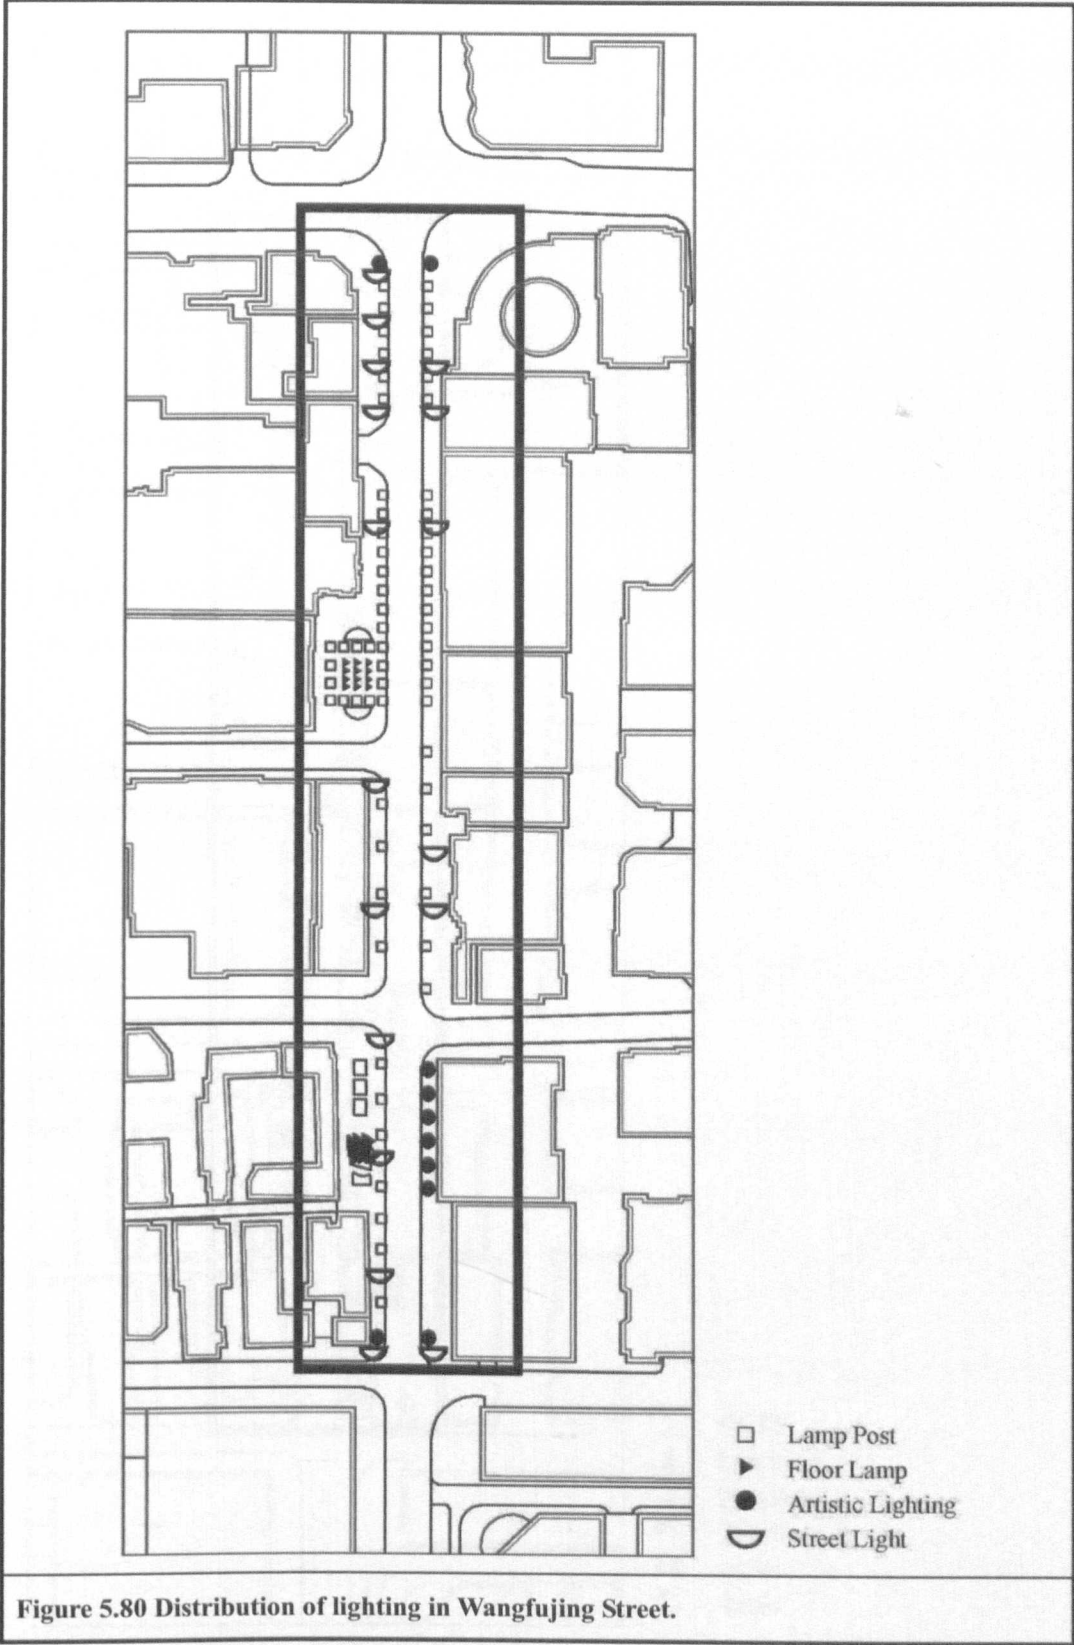 Lamp Post
Floor Lamp
Artistic Lighting
Street Light
Figure 5.80 Distribution of lighting in Wangfujing Street.